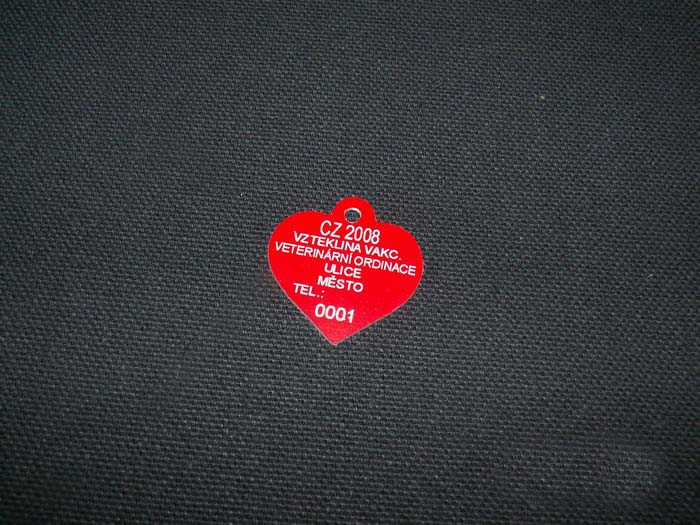 CZ 2008
VZTEKLINA VAKC.
VETERINÁRNÍ ORDINACE
ULICE
MĚSTO
TEL.:
0001